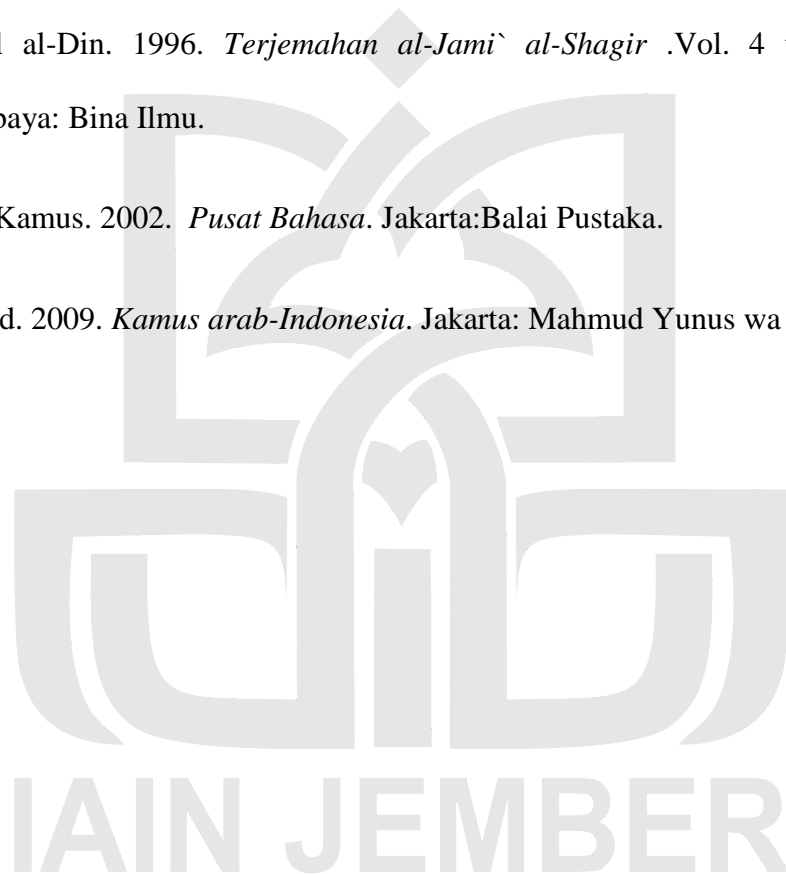 al-Din. 1996. Terjemahan al-Jami` al-Shagir .Vol. 4
Bina Ilmu.
Kamus. 2002. Pusat Bahasa. Jakarta:Balai Pustaka.
d. 2009. Kamus arab-Indonesia. Jakarta: Mahmud Yunus wa
IAIN JEMBER